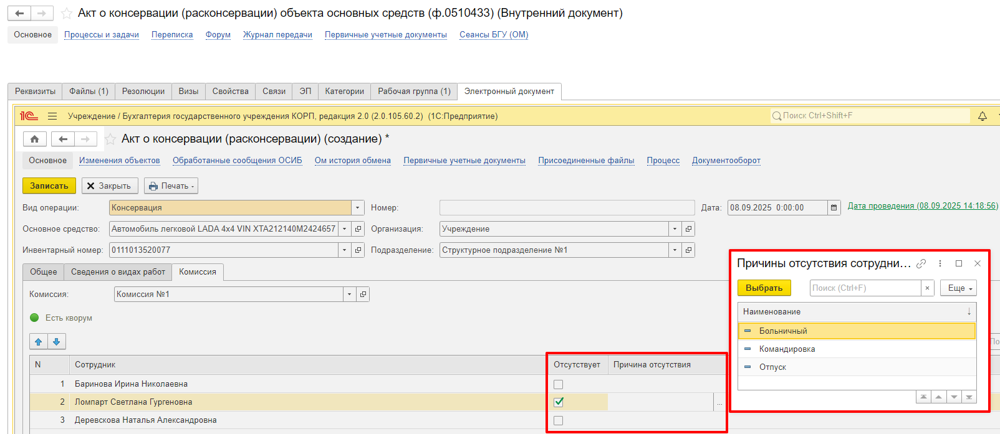 Акт о консервации (расконсервации) объекта основных средств (ф.0510433) (Внутренний документ)
Основное Процессы и задачи Переписка Форум Журнал передачи Первичные учетные документы Сеансы БГУ (ОМ)
Реквизиты Файлы (1) Резолюции Визы Свойства Связи ЭП Категории Рабочая группа (1) Электронный документ
1С Учреждение / Бухгалтерия государственного учреждения КОРП, редакция 2.0 (2.0.105.60.2) (1С:Предприятие) Поиск Ctrl+Shift+F
Акт о консервации (расконсервации) (создание) *
Основное Изменения объектов Обработанные сообщения ОСИБ Ом история обмена Первичные учетные документы Присоединенные файлы Процесс Документооборот
Записать Закрыть Печать
Вид операции: Консервация Номер: Дата: 08.09.2025 0:00:00 Дата проведения (08.09.2025 14:18:56)
Основное средство: Автомобиль легковой LADA 4x4 VIN XTA212140M2424657 Организация: Учреждение
Инвентарный номер: 0111013520077 Подразделение: Структурное подразделение №1
Общее Сведения о видах работ Комиссия
Комиссия: Комиссия №1
Есть кворум
N Сотрудник Отсутствует Причина отсутствия
1 Баринова Ирина Николаевна
2 Ломпарт Светлана Гургеновна ...
3 Деревскова Наталья Александровна
Причины отсутствия сотрудни...
Выбрать Поиск (Ctrl+F) × Еще
Наименование ↓
Больничный
Командировка
Отпуск
По